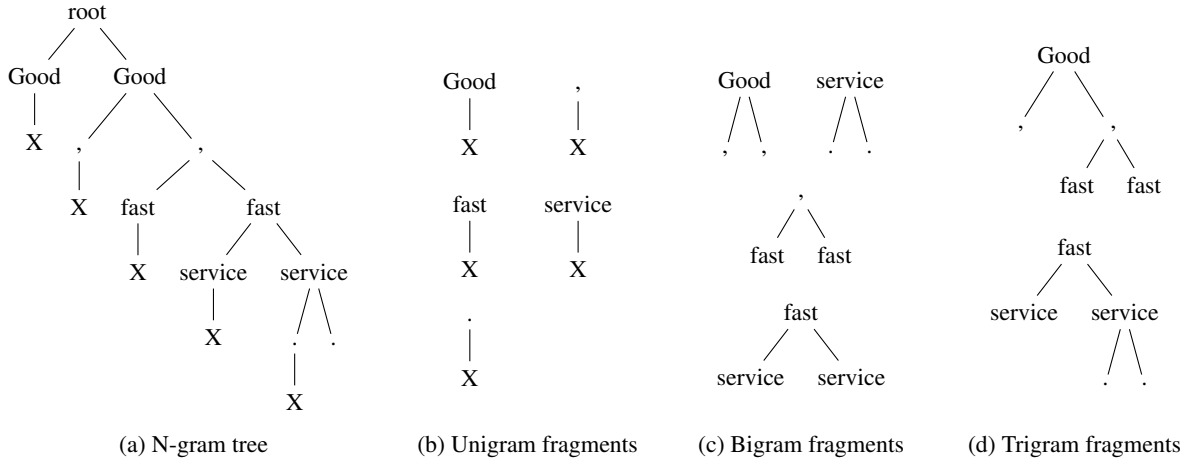 root
Good Good
X , ,
X fast fast
X service service
X . .
X
(a) N-gram tree
Good ,
X X
fast service
X X
.
X
(b) Unigram fragments
Good service
, , . .
,
fast fast
fast
service service
(c) Bigram fragments
Good
, ,
fast fast
fast
service service
. .
(d) Trigram fragments